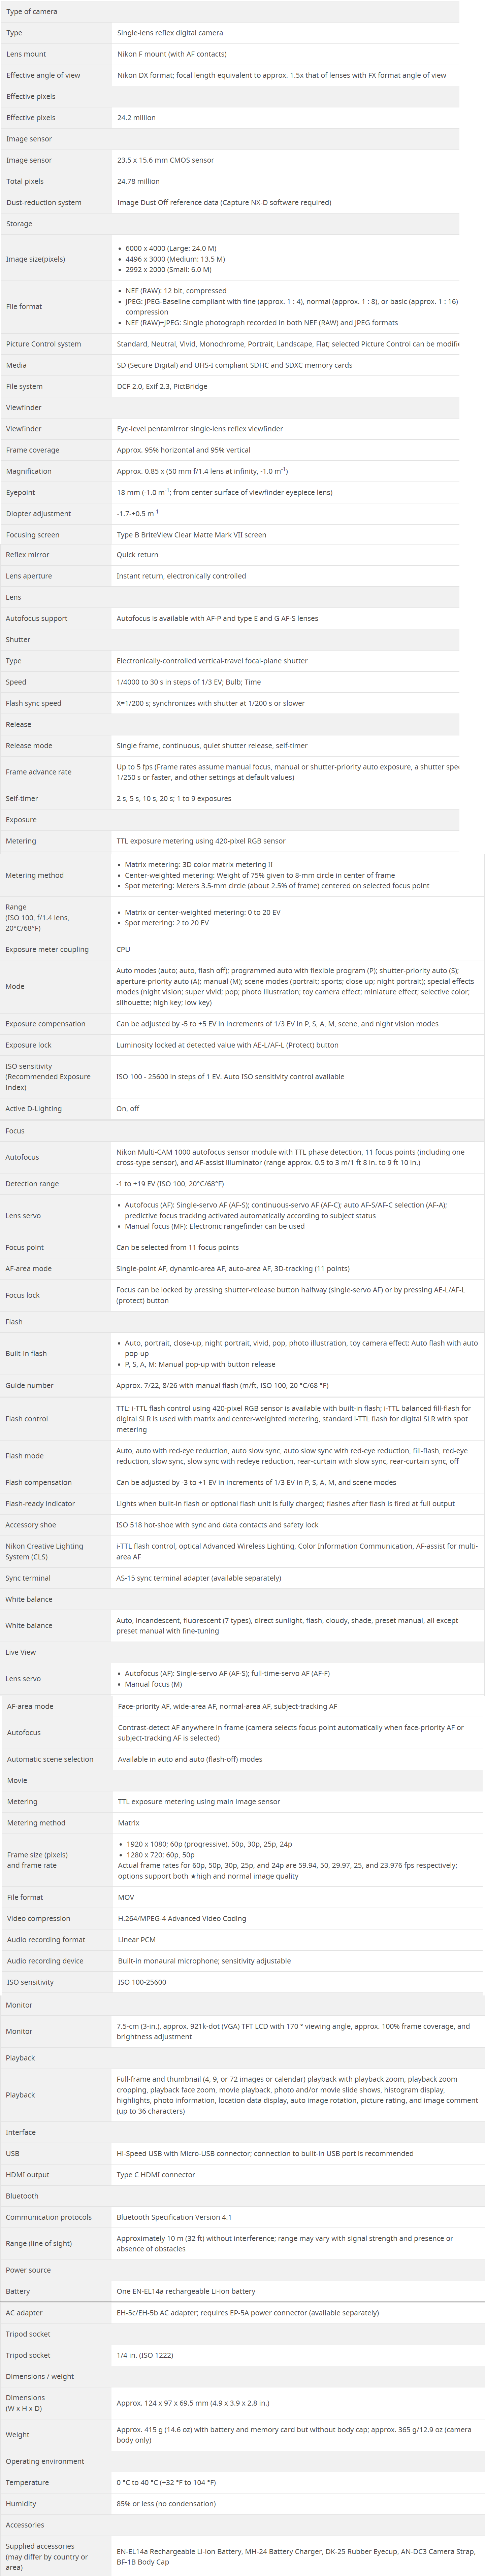 Type of camera
Type Single-lens reflex digital camera
Lens mount Nikon F mount (with AF contacts)
Effective angle of view Nikon DX format; focal length equivalent to approx. 1.5x that of lenses with FX format angle of view
Effective pixels
Effective pixels 24.2 million
Image sensor
Image sensor 23.5 x 15.6 mm CMOS sensor
Total pixels 24.78 million
Dust-reduction system Image Dust Off reference data (Capture NX-D software required)
Storage
Image size(pixels)
• 6000 x 4000 (Large: 24.0 M)
• 4496 x 3000 (Medium: 13.5 M)
• 2992 x 2000 (Small: 6.0 M)
File format
• NEF (RAW): 12 bit, compressed
• JPEG: JPEG-Baseline compliant with fine (approx. 1 : 4), normal (approx. 1 : 8), or basic (approx. 1 : 16)
compression
• NEF (RAW)+JPEG: Single photograph recorded in both NEF (RAW) and JPEG formats
Picture Control system Standard, Neutral, Vivid, Monochrome, Portrait, Landscape, Flat; selected Picture Control can be modifie
Media SD (Secure Digital) and UHS-I compliant SDHC and SDXC memory cards
File system DCF 2.0, Exif 2.3, PictBridge
Viewfinder
Viewfinder Eye-level pentamirror single-lens reflex viewfinder
Frame coverage Approx. 95% horizontal and 95% vertical
Magnification Approx. 0.85 x (50 mm f/1.4 lens at infinity, -1.0 m⁻¹)
Eyepoint 18 mm (-1.0 m⁻¹; from center surface of viewfinder eyepiece lens)
Diopter adjustment -1.7-+0.5 m⁻¹
Focusing screen Type B BriteView Clear Matte Mark VII screen
Reflex mirror Quick return
Lens aperture Instant return, electronically controlled
Lens
Autofocus support Autofocus is available with AF-P and type E and G AF-S lenses
Shutter
Type Electronically-controlled vertical-travel focal-plane shutter
Speed 1/4000 to 30 s in steps of 1/3 EV; Bulb; Time
Flash sync speed X=1/200 s; synchronizes with shutter at 1/200 s or slower
Release
Release mode Single frame, continuous, quiet shutter release, self-timer
Frame advance rate
Up to 5 fps (Frame rates assume manual focus, manual or shutter-priority auto exposure, a shutter spee
1/250 s or faster, and other settings at default values)
Self-timer 2 s, 5 s, 10 s, 20 s; 1 to 9 exposures
Exposure
Metering TTL exposure metering using 420-pixel RGB sensor
Metering method
• Matrix metering: 3D color matrix metering II
• Center-weighted metering: Weight of 75% given to 8-mm circle in center of frame
• Spot metering: Meters 3.5-mm circle (about 2.5% of frame) centered on selected focus point
Range
(ISO 100, f/1.4 lens,
20°C/68°F)
• Matrix or center-weighted metering: 0 to 20 EV
• Spot metering: 2 to 20 EV
Exposure meter coupling CPU
Mode
Auto modes (auto; auto, flash off); programmed auto with flexible program (P); shutter-priority auto (S);
aperture-priority auto (A); manual (M); scene modes (portrait; sports; close up; night portrait); special effects
modes (night vision; super vivid; pop; photo illustration; toy camera effect; miniature effect; selective color;
silhouette; high key; low key)
Exposure compensation Can be adjusted by -5 to +5 EV in increments of 1/3 EV in P, S, A, M, scene, and night vision modes
Exposure lock Luminosity locked at detected value with AE-L/AF-L (Protect) button
ISO sensitivity
(Recommended Exposure
Index)
ISO 100 - 25600 in steps of 1 EV. Auto ISO sensitivity control available
Active D-Lighting On, off
Focus
Autofocus
Nikon Multi-CAM 1000 autofocus sensor module with TTL phase detection, 11 focus points (including one
cross-type sensor), and AF-assist illuminator (range approx. 0.5 to 3 m/1 ft 8 in. to 9 ft 10 in.)
Detection range -1 to +19 EV (ISO 100, 20°C/68°F)
Lens servo
• Autofocus (AF): Single-servo AF (AF-S); continuous-servo AF (AF-C); auto AF-S/AF-C selection (AF-A);
predictive focus tracking activated automatically according to subject status
• Manual focus (MF): Electronic rangefinder can be used
Focus point Can be selected from 11 focus points
AF-area mode Single-point AF, dynamic-area AF, auto-area AF, 3D-tracking (11 points)
Focus lock
Focus can be locked by pressing shutter-release button halfway (single-servo AF) or by pressing AE-L/AF-L
(protect) button
Flash
Built-in flash
• Auto, portrait, close-up, night portrait, vivid, pop, photo illustration, toy camera effect: Auto flash with auto
pop-up
• P, S, A, M: Manual pop-up with button release
Guide number Approx. 7/22, 8/26 with manual flash (m/ft, ISO 100, 20 °C/68 °F)
Flash control
TTL: i-TTL flash control using 420-pixel RGB sensor is available with built-in flash; i-TTL balanced fill-flash for
digital SLR is used with matrix and center-weighted metering, standard i-TTL flash for digital SLR with spot
metering
Flash mode
Auto, auto with red-eye reduction, auto slow sync, auto slow sync with red-eye reduction, fill-flash, red-eye
reduction, slow sync, slow sync with redeye reduction, rear-curtain with slow sync, rear-curtain sync, off
Flash compensation Can be adjusted by -3 to +1 EV in increments of 1/3 EV in P, S, A, M, and scene modes
Flash-ready indicator Lights when built-in flash or optional flash unit is fully charged; flashes after flash is fired at full output
Accessory shoe ISO 518 hot-shoe with sync and data contacts and safety lock
Nikon Creative Lighting
System (CLS)
i-TTL flash control, optical Advanced Wireless Lighting, Color Information Communication, AF-assist for multi-
area AF
Sync terminal AS-15 sync terminal adapter (available separately)
White balance
White balance
Auto, incandescent, fluorescent (7 types), direct sunlight, flash, cloudy, shade, preset manual, all except
preset manual with fine-tuning
Live View
Lens servo
• Autofocus (AF): Single-servo AF (AF-S); full-time-servo AF (AF-F)
• Manual focus (M)
AF-area mode Face-priority AF, wide-area AF, normal-area AF, subject-tracking AF
Autofocus
Contrast-detect AF anywhere in frame (camera selects focus point automatically when face-priority AF or
subject-tracking AF is selected)
Automatic scene selection Available in auto and auto (flash-off) modes
Movie
Metering TTL exposure metering using main image sensor
Metering method Matrix
Frame size (pixels)
and frame rate
• 1920 x 1080; 60p (progressive), 50p, 30p, 25p, 24p
• 1280 x 720; 60p, 50p
Actual frame rates for 60p, 50p, 30p, 25p, and 24p are 59.94, 50, 29.97, 25, and 23.976 fps respectively;
options support both ★high and normal image quality
File format MOV
Video compression H.264/MPEG-4 Advanced Video Coding
Audio recording format Linear PCM
Audio recording device Built-in monaural microphone; sensitivity adjustable
ISO sensitivity ISO 100-25600
Monitor
Monitor
7.5-cm (3-in.), approx. 921k-dot (VGA) TFT LCD with 170 ° viewing angle, approx. 100% frame coverage, and
brightness adjustment
Playback
Playback
Full-frame and thumbnail (4, 9, or 72 images or calendar) playback with playback zoom, playback zoom
cropping, playback face zoom, movie playback, photo and/or movie slide shows, histogram display,
highlights, photo information, location data display, auto image rotation, picture rating, and image comment
(up to 36 characters)
Interface
USB Hi-Speed USB with Micro-USB connector; connection to built-in USB port is recommended
HDMI output Type C HDMI connector
Bluetooth
Communication protocols Bluetooth Specification Version 4.1
Range (line of sight)
Approximately 10 m (32 ft) without interference; range may vary with signal strength and presence or
absence of obstacles
Power source
Battery One EN-EL14a rechargeable Li-ion battery
AC adapter EH-5c/EH-5b AC adapter; requires EP-5A power connector (available separately)
Tripod socket
Tripod socket 1/4 in. (ISO 1222)
Dimensions / weight
Dimensions
(W x H x D)
Approx. 124 x 97 x 69.5 mm (4.9 x 3.9 x 2.8 in.)
Weight
Approx. 415 g (14.6 oz) with battery and memory card but without body cap; approx. 365 g/12.9 oz (camera
body only)
Operating environment
Temperature 0 °C to 40 °C (+32 °F to 104 °F)
Humidity 85% or less (no condensation)
Accessories
Supplied accessories
(may differ by country or
area)
EN-EL14a Rechargeable Li-ion Battery, MH-24 Battery Charger, DK-25 Rubber Eyecup, AN-DC3 Camera Strap,
BF-1B Body Cap